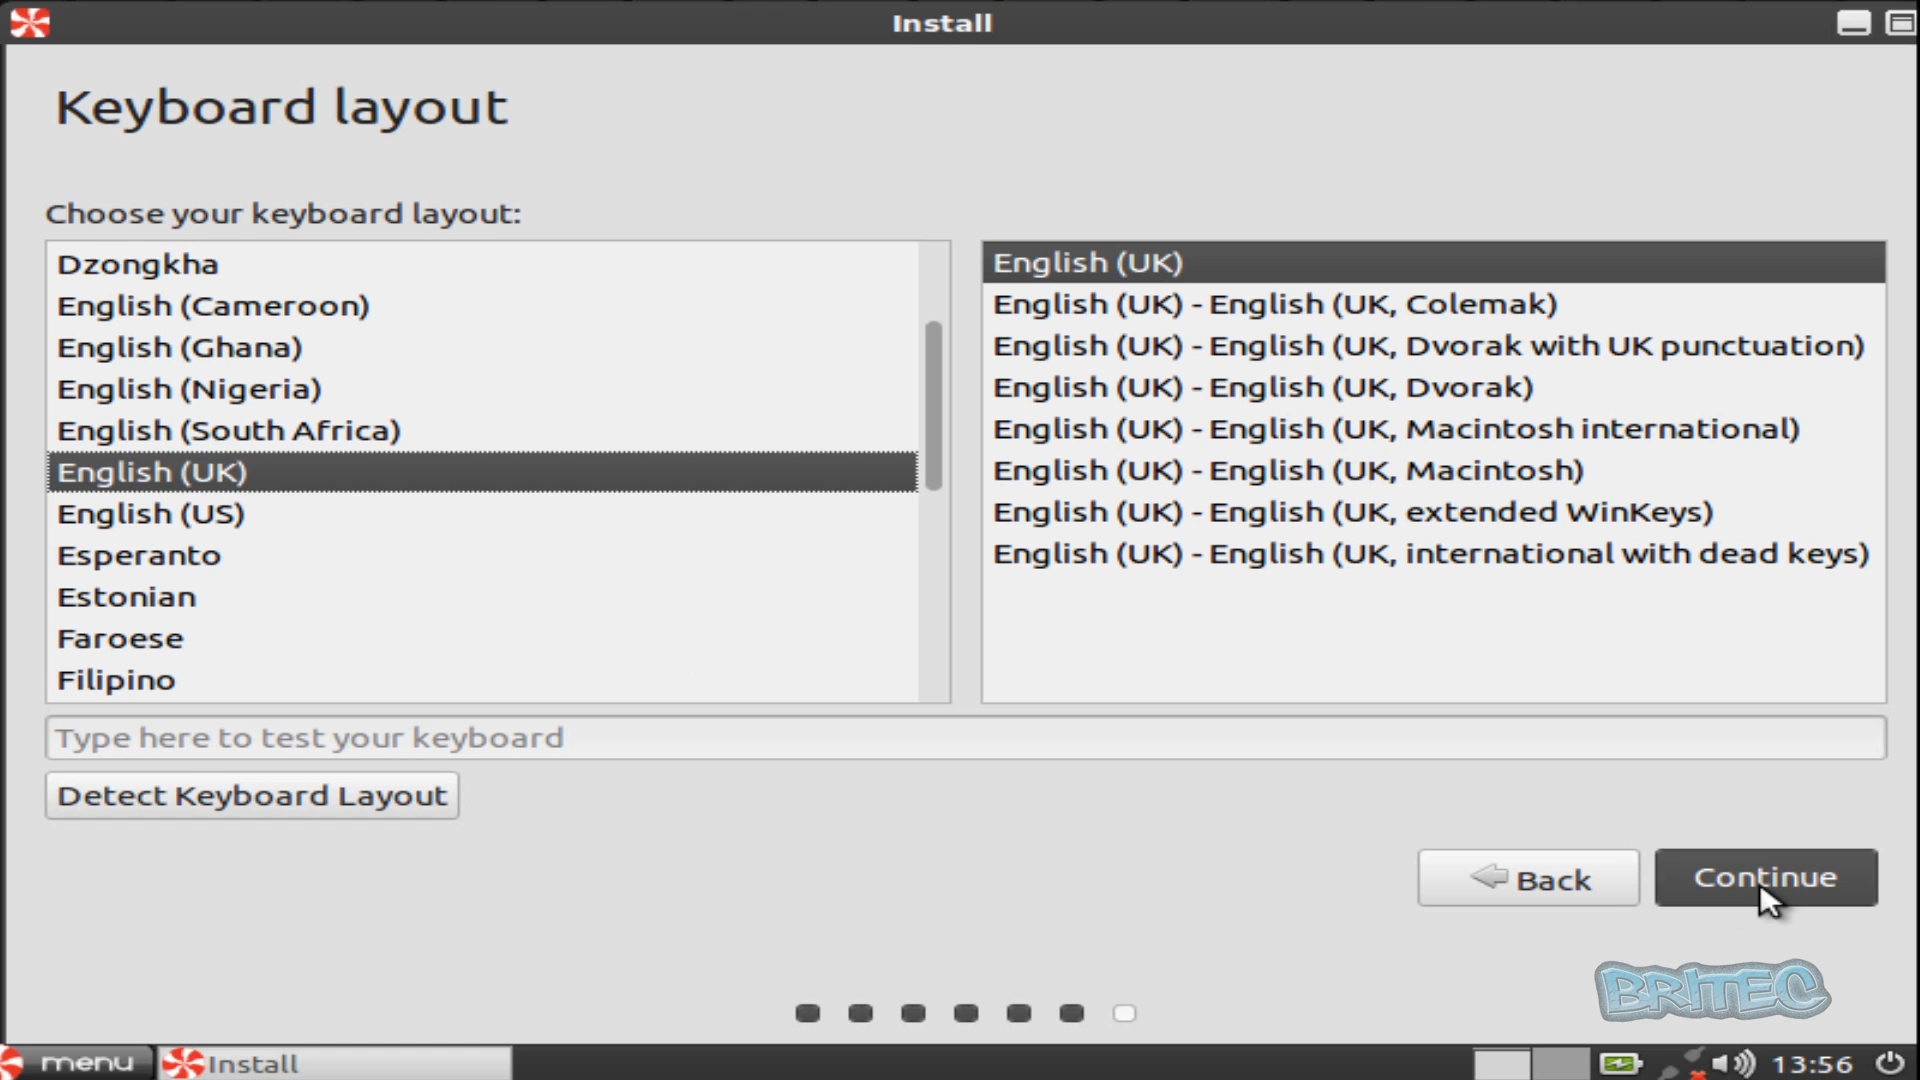 Install
Keyboard layout
Choose your keyboard layout:
Dzongkha
English (Cameroon)
English (Ghana)
English (Nigeria)
English (South Africa)
English (UK)
English (US)
Esperanto
Estonian
Faroese
Filipino
English (UK)
English (UK) - English (UK, Colemak)
English (UK) - English (UK, Dvorak with UK punctuation)
English (UK) - English (UK, Dvorak)
English (UK) - English (UK, Macintosh international)
English (UK) - English (UK, Macintosh)
English (UK) - English (UK, extended WinKeys)
English (UK) - English (UK, international with dead keys)
Type here to test your keyboard
Detect Keyboard Layout
Back
Continue
BRITEC
menu
Install
13:56